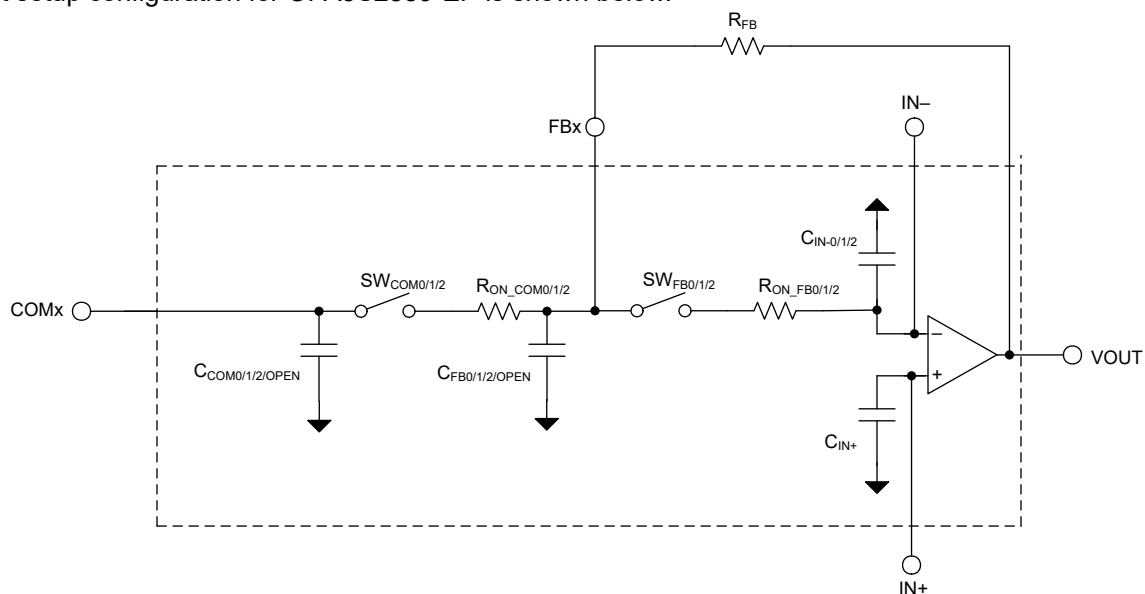 R_FB
IN–
FBx
C_IN-0/1/2
SW_COM0/1/2
R_ON_COM0/1/2
SW_FB0/1/2
R_ON_FB0/1/2
COMx
–
VOUT
C_COM0/1/2/OPEN
C_FB0/1/2/OPEN
+
C_IN+
IN+